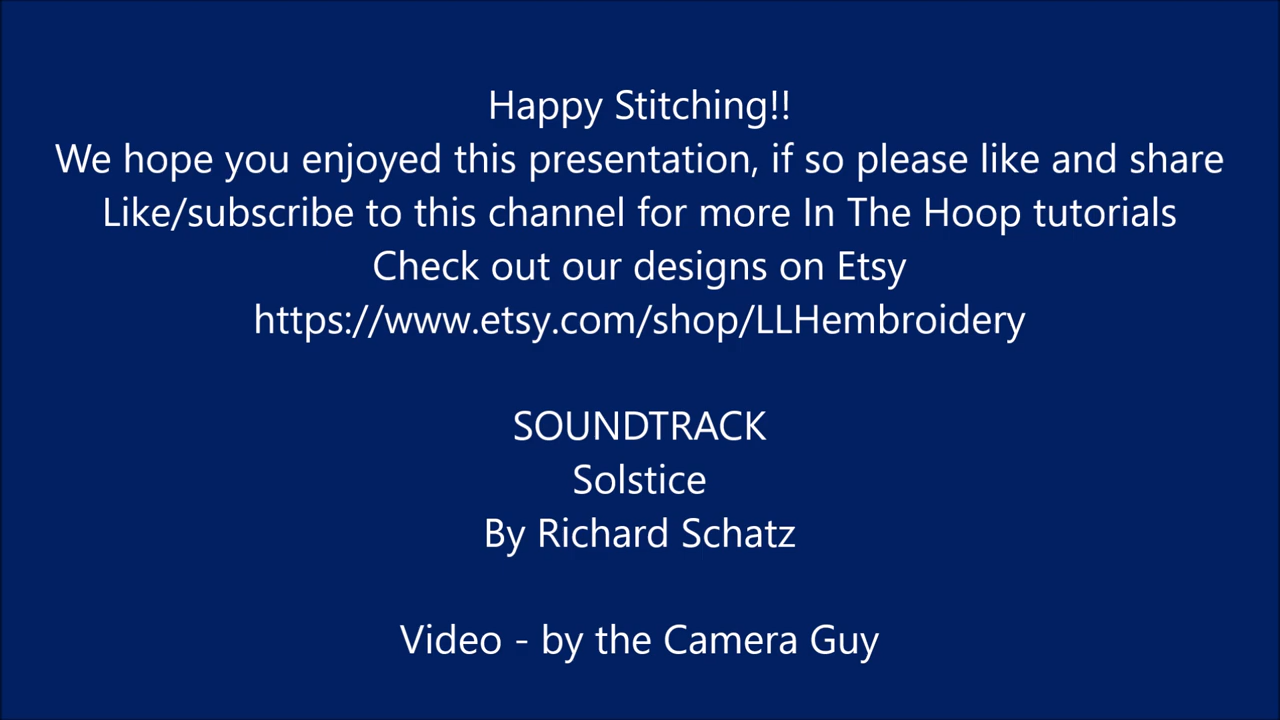 Happy Stitching!!
We hope you enjoyed this presentation, if so please like and share
Like/subscribe to this channel for more In The Hoop tutorials
Check out our designs on Etsy
https://www.etsy.com/shop/LLHembroidery
SOUNDTRACK
Solstice
By Richard Schatz
Video - by the Camera Guy